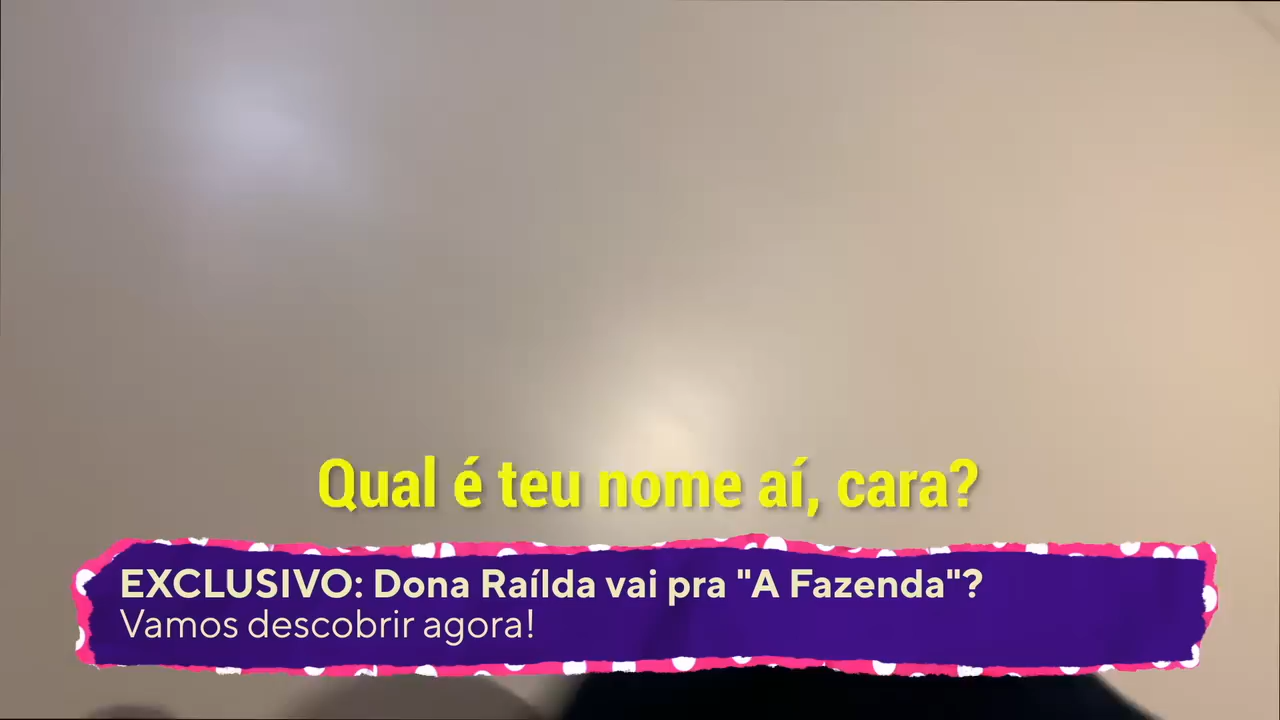 Qual é teu nome aí, cara?
EXCLUSIVO: Dona Raílda vai pra "A Fazenda"?
Vamos descobrir agora!